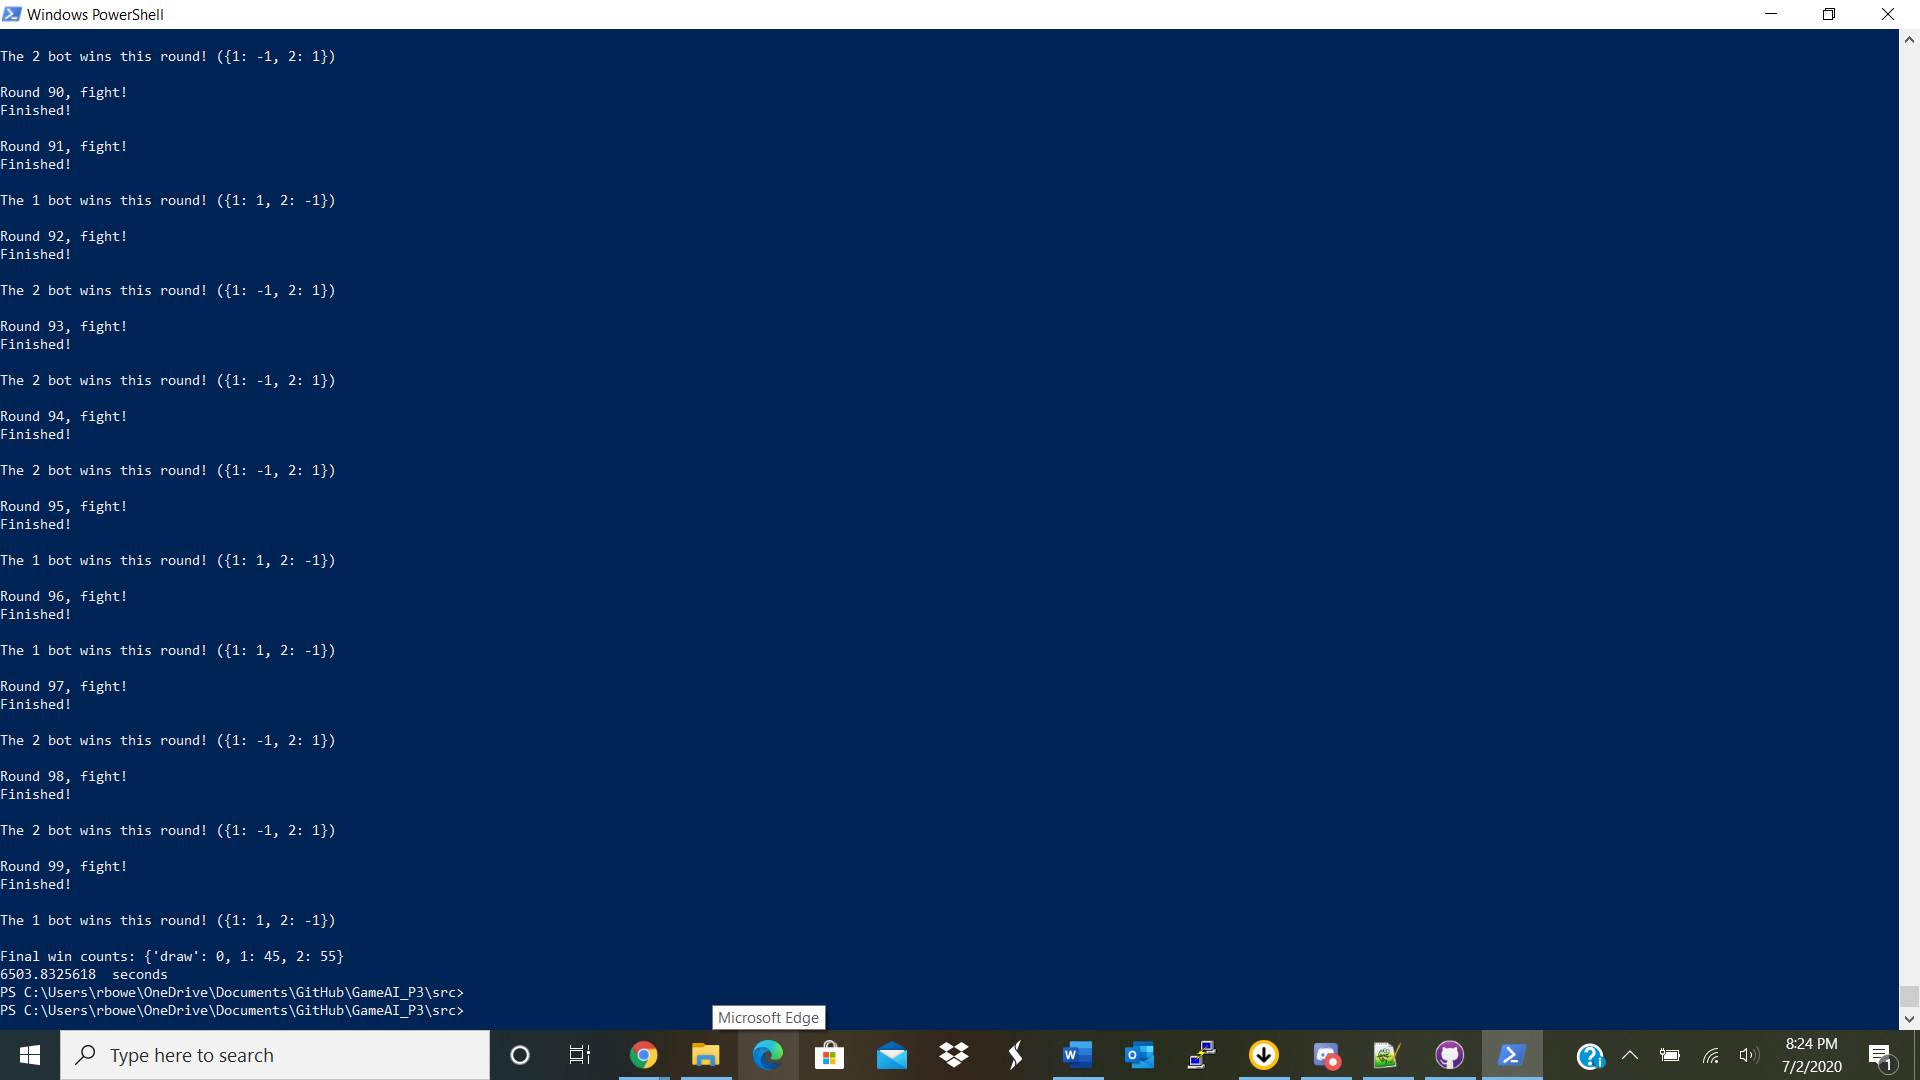 Windows PowerShell
The 2 bot wins this round! ({1: -1, 2: 1})
Round 90, fight!
Finished!
Round 91, fight!
Finished!
The 1 bot wins this round! ({1: 1, 2: -1})
Round 92, fight!
Finished!
The 2 bot wins this round! ({1: -1, 2: 1})
Round 93, fight!
Finished!
The 2 bot wins this round! ({1: -1, 2: 1})
Round 94, fight!
Finished!
The 2 bot wins this round! ({1: -1, 2: 1})
Round 95, fight!
Finished!
The 1 bot wins this round! ({1: 1, 2: -1})
Round 96, fight!
Finished!
The 1 bot wins this round! ({1: 1, 2: -1})
Round 97, fight!
Finished!
The 2 bot wins this round! ({1: -1, 2: 1})
Round 98, fight!
Finished!
The 2 bot wins this round! ({1: -1, 2: 1})
Round 99, fight!
Finished!
The 1 bot wins this round! ({1: 1, 2: -1})
Final win counts: {'draw': 0, 1: 45, 2: 55}
6503.8325618  seconds
PS C:\Users\rbowe\OneDrive\Documents\GitHub\GameAI_P3\src>
PS C:\Users\rbowe\OneDrive\Documents\GitHub\GameAI_P3\src>
Microsoft Edge
Type here to search
8:24 PM
7/2/2020
1